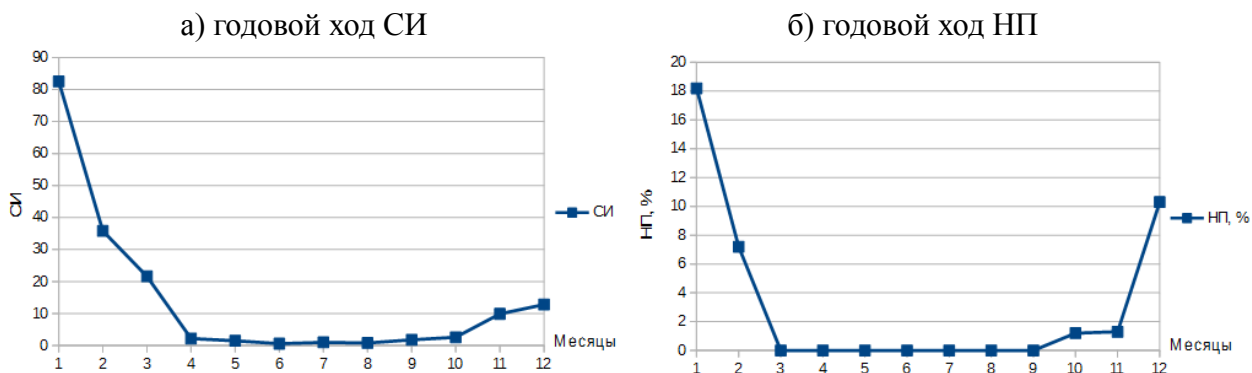 а) годовой ход СИ
90
80
70
60
50
40
30
20
10
0
СИ
1 2 3 4 5 6 7 8 9 10 11 12
Месяцы
СИ
б) годовой ход НП
20
18
16
14
12
10
8
6
4
2
0
НП, %
1 2 3 4 5 6 7 8 9 10 11 12
Месяцы
НП, %